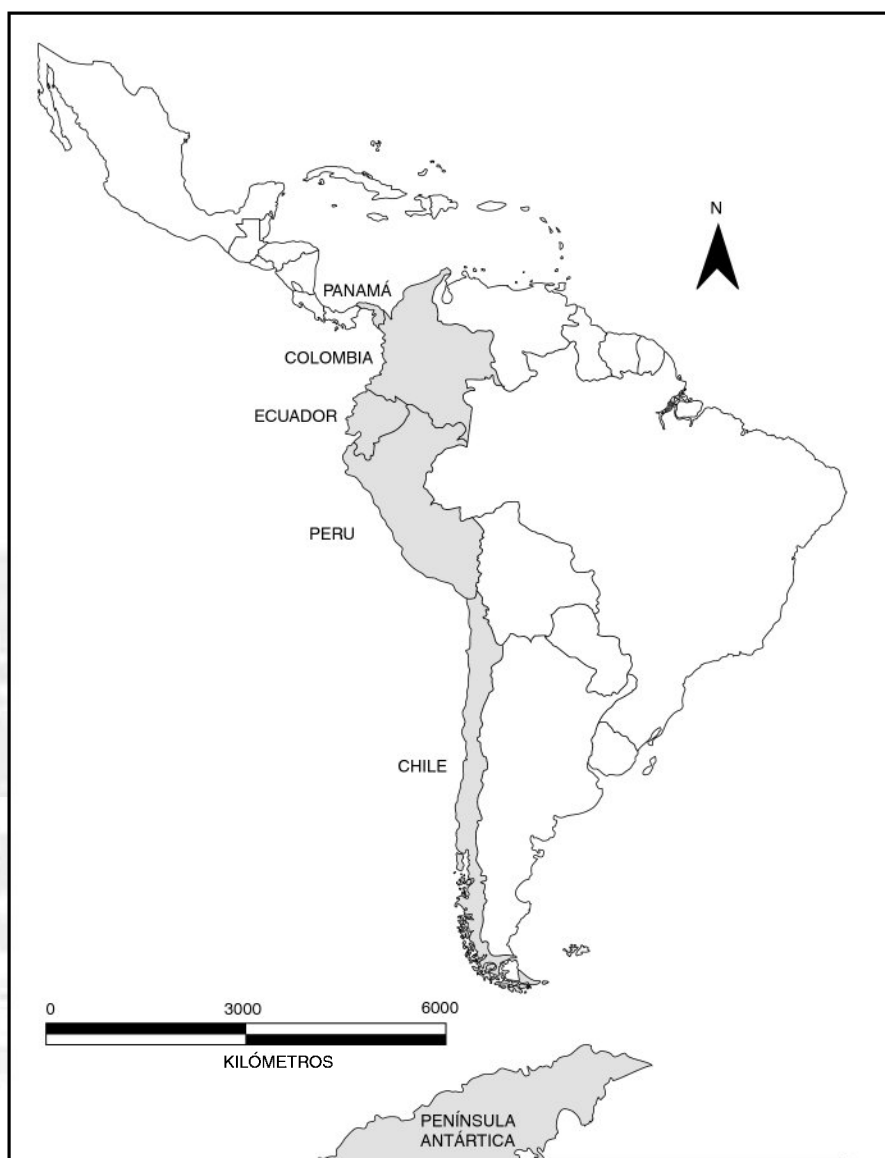 N
PANAMÁ
COLOMBIA
ECUADOR
PERU
CHILE
0 3000 6000
KILÓMETROS
PENÍNSULA
ANTÁRTICA